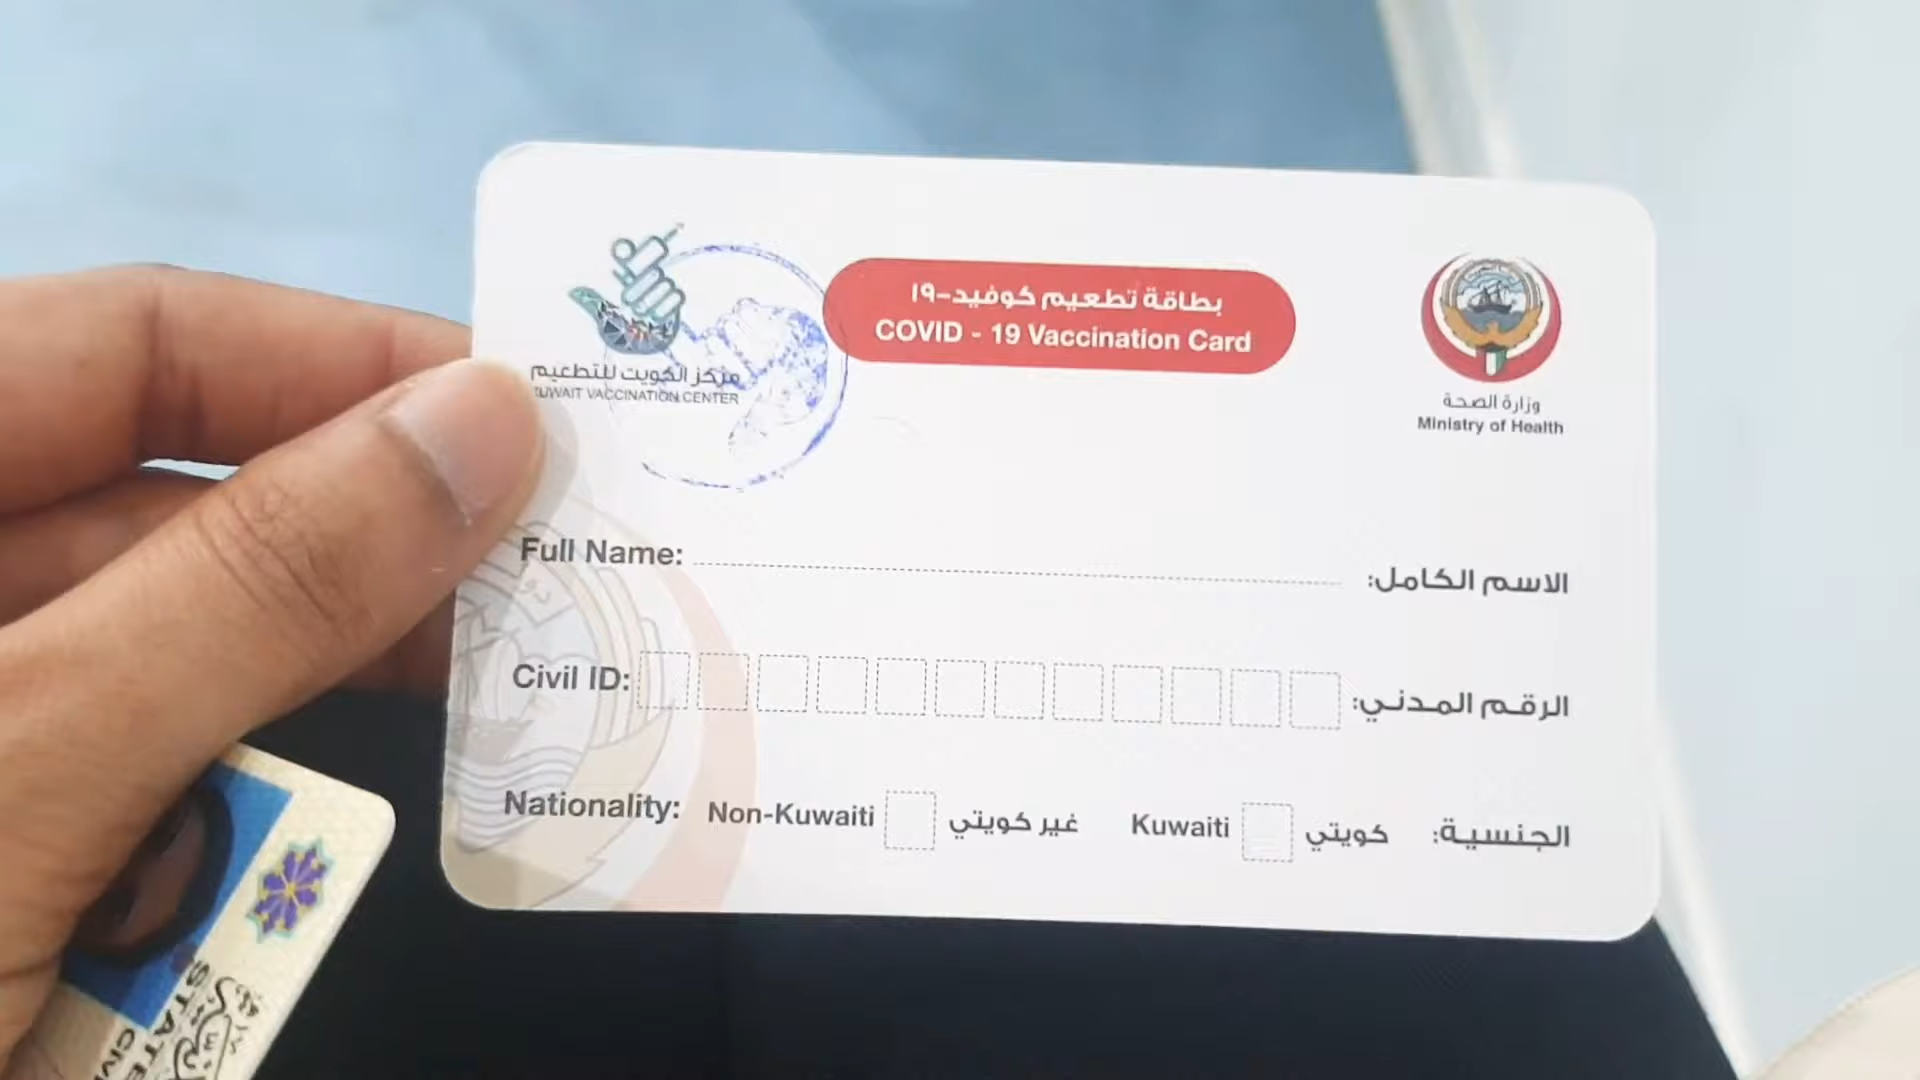 بطاقة تطعيم كوفيد-١٩
COVID - 19 Vaccination Card
مركز الكويت للتطعيم
KUWAIT VACCINATION CENTER
وزارة الصحة
Ministry of Health
Full Name: الاسم الكامل:
Civil ID: الرقم المدني:
Nationality: Non-Kuwaiti غير كويتي Kuwaiti كويتي الجنسية: